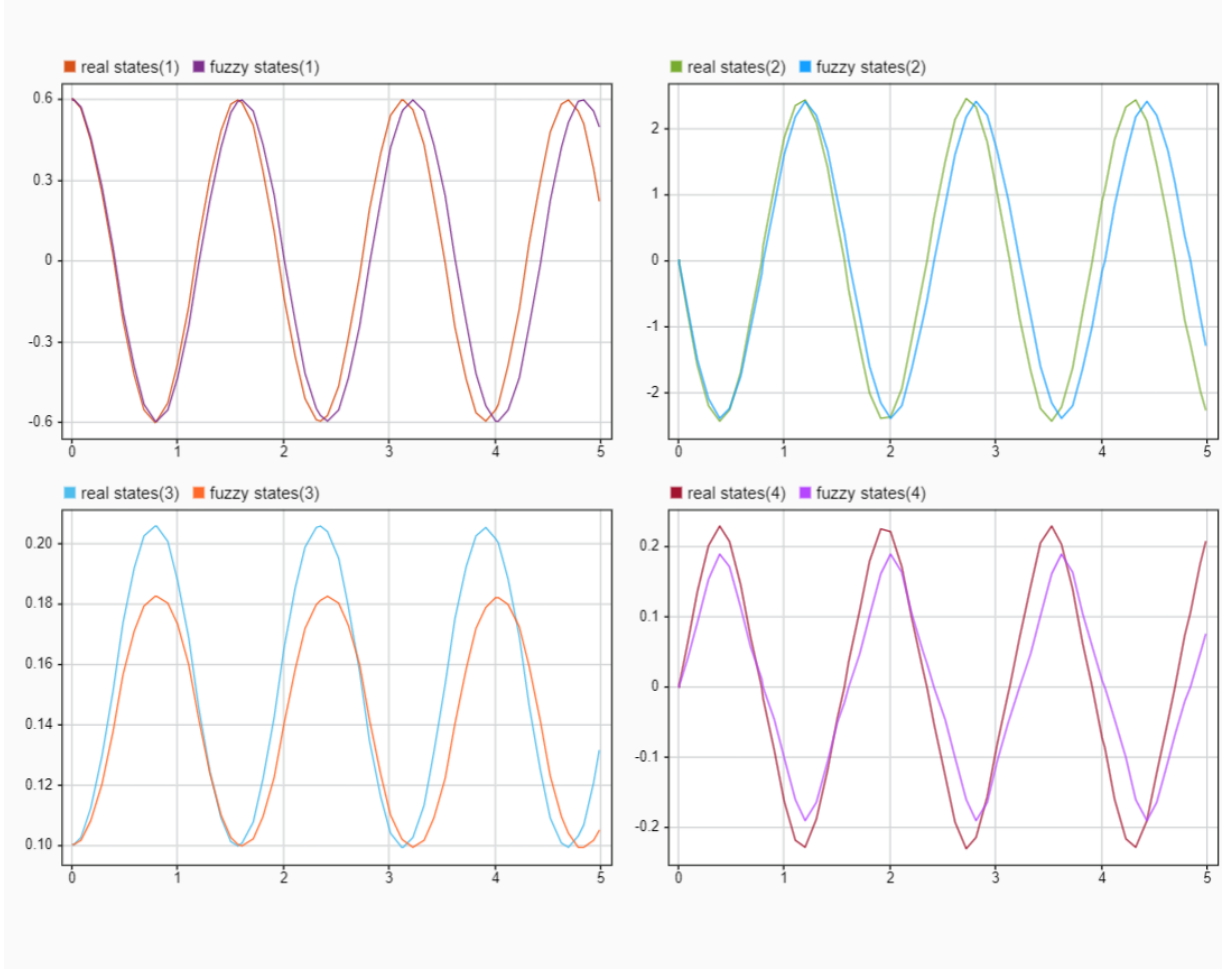 real states(1) fuzzy states(1)
0.6
0.3
0
-0.3
-0.6
0 1 2 3 4 5
real states(2) fuzzy states(2)
2
1
0
-1
-2
0 1 2 3 4 5
real states(3) fuzzy states(3)
0.20
0.18
0.16
0.14
0.12
0.10
0 1 2 3 4 5
real states(4) fuzzy states(4)
0.2
0.1
0
-0.1
-0.2
0 1 2 3 4 5